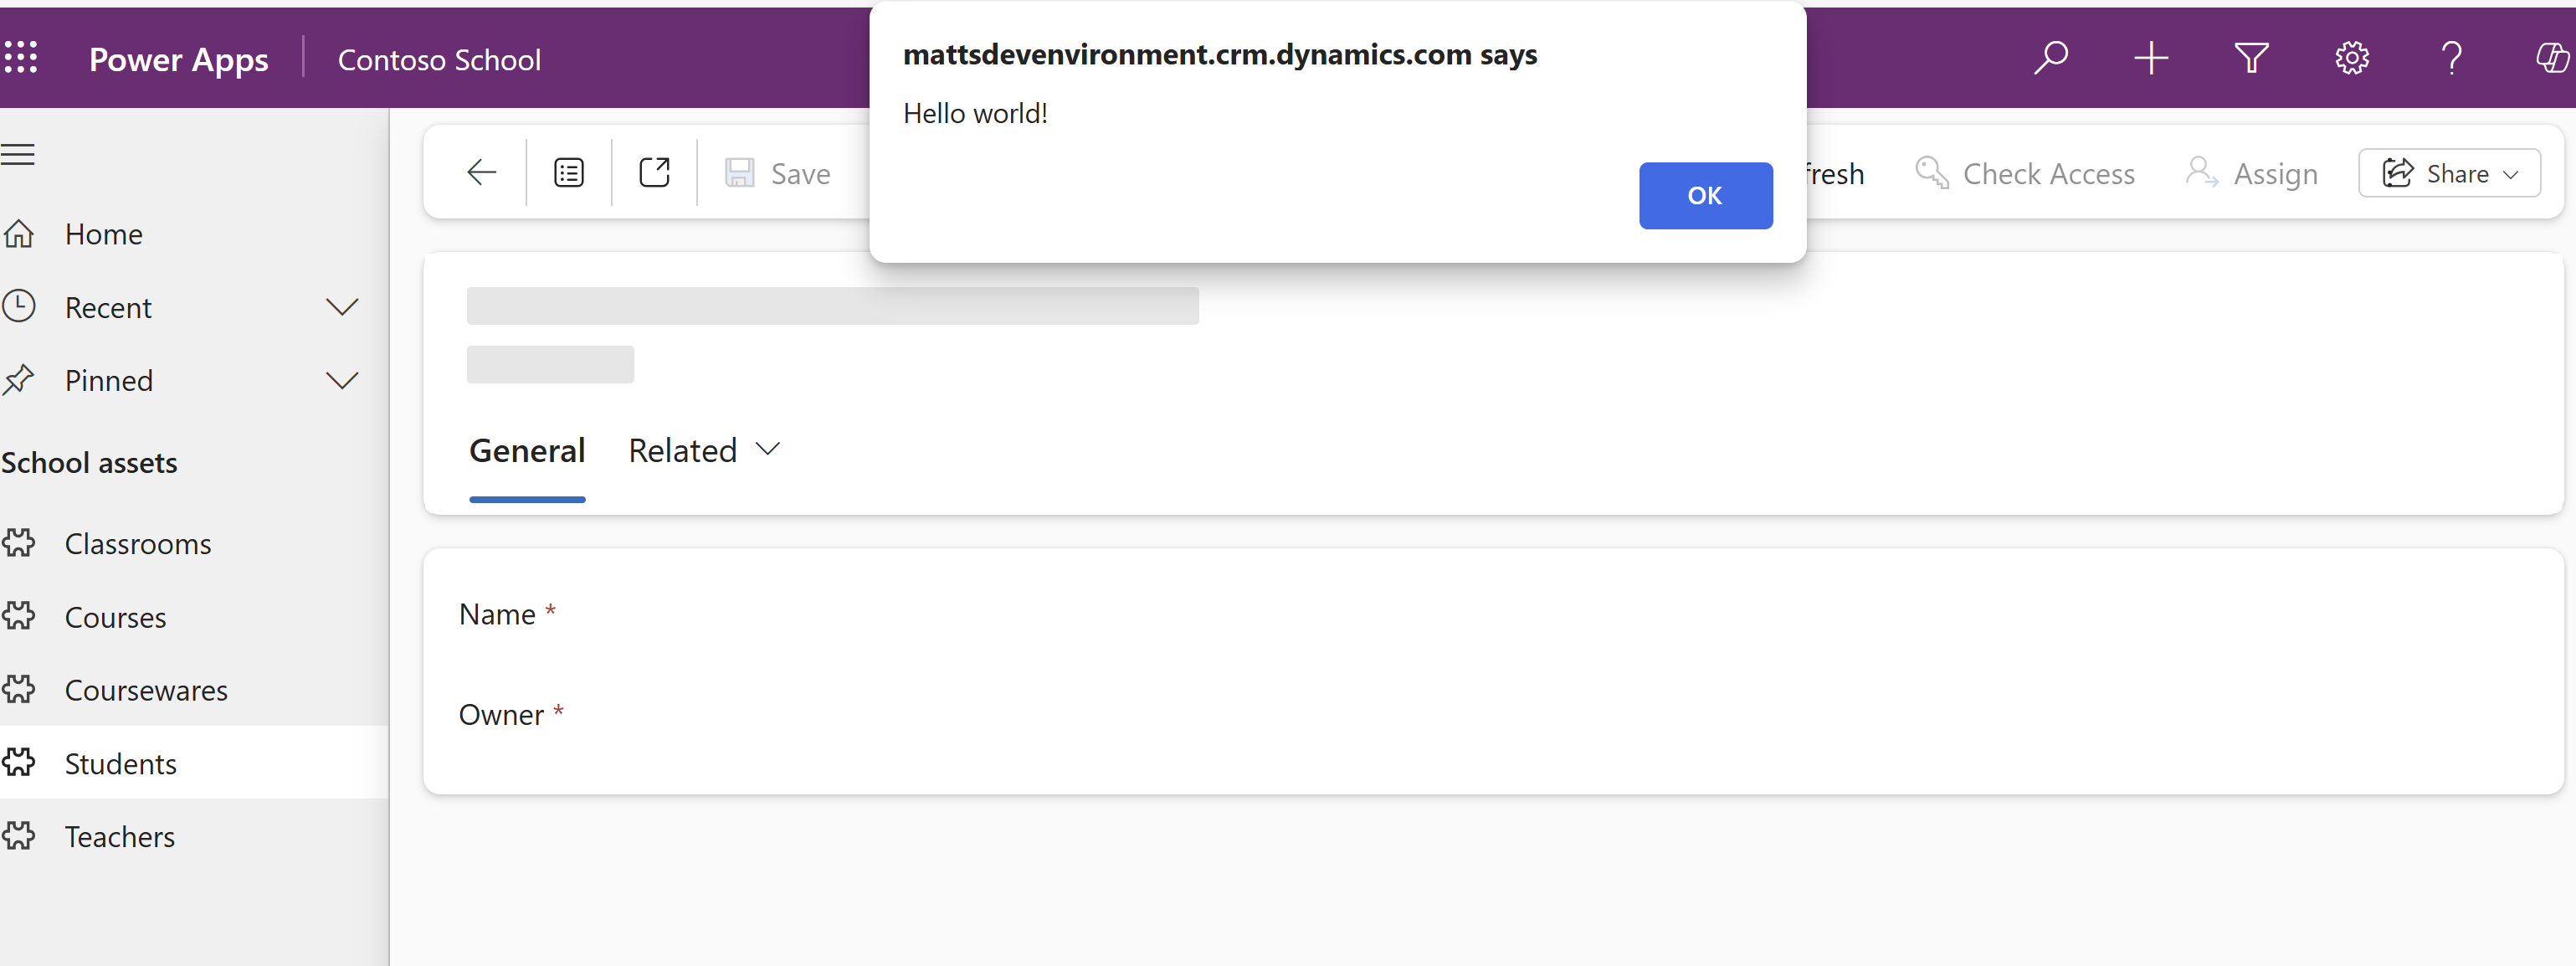 Power Apps
Contoso School
mattsdevenvironment.crm.dynamics.com says
Hello world!
OK
Save
fresh
Check Access
Assign
Share
Home
Recent
Pinned
School assets
Classrooms
Courses
Coursewares
Students
Teachers
General
Related
Name *
Owner *